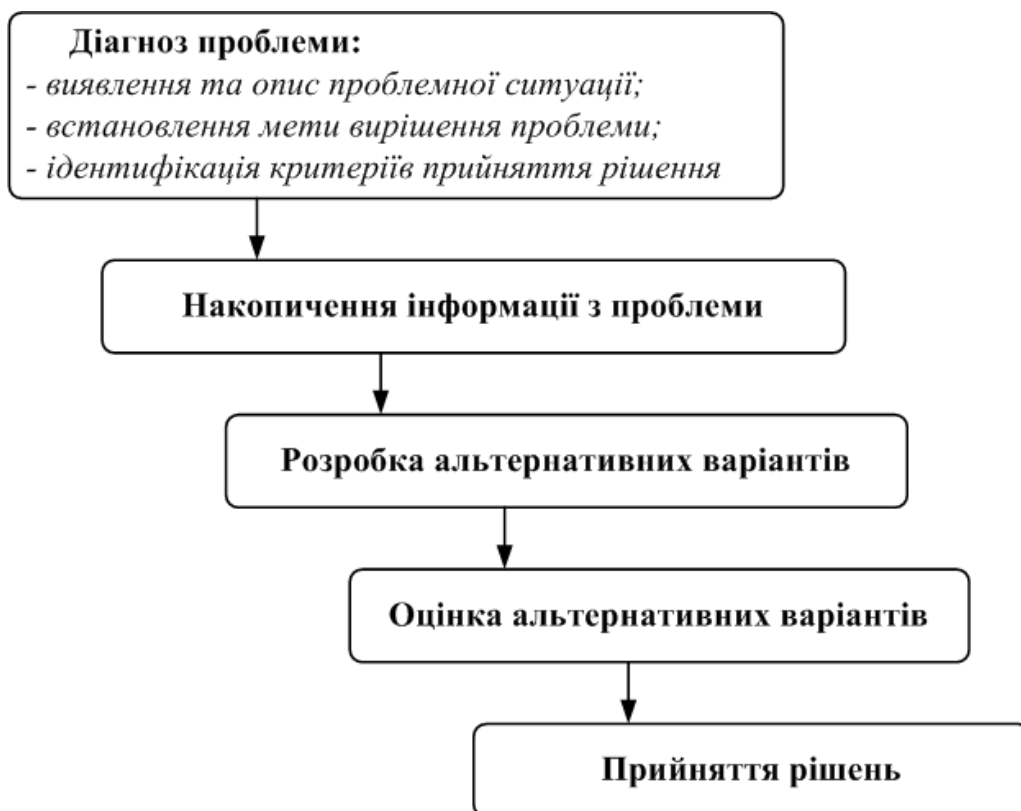 Діагноз проблеми:
- виявлення та опис проблемної ситуації;
- встановлення мети вирішення проблеми;
- ідентифікація критеріїв прийняття рішення
Накопичення інформації з проблеми
Розробка альтернативних варіантів
Оцінка альтернативних варіантів
Прийняття рішень